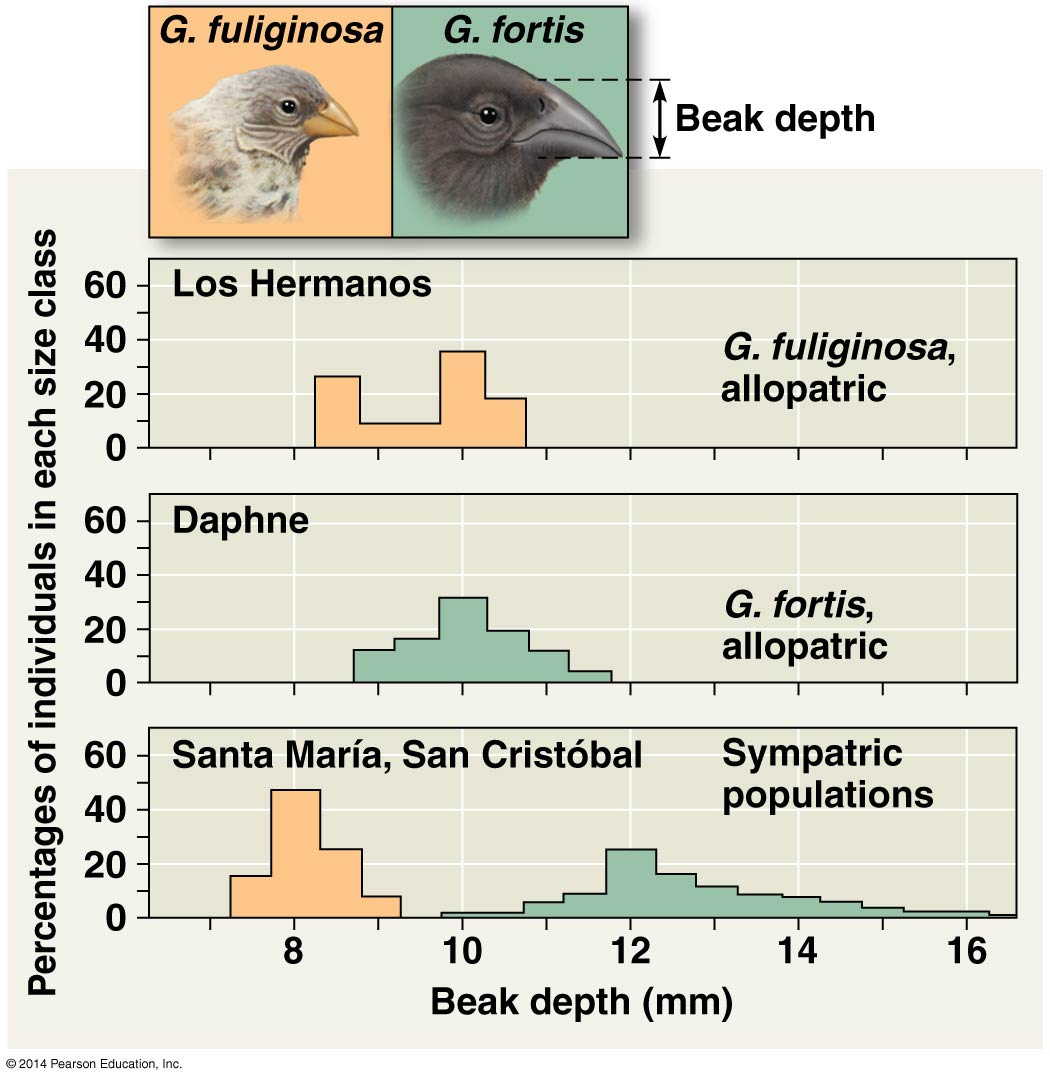 G. fuliginosa
G. fortis
Beak depth
Percentages of individuals in each size class
60
40
20
0
Los Hermanos
G. fuliginosa,
allopatric
60
40
20
0
Daphne
G. fortis,
allopatric
60
40
20
0
Santa María, San Cristóbal
Sympatric
populations
8
10
12
14
16
Beak depth (mm)
© 2014 Pearson Education, Inc.